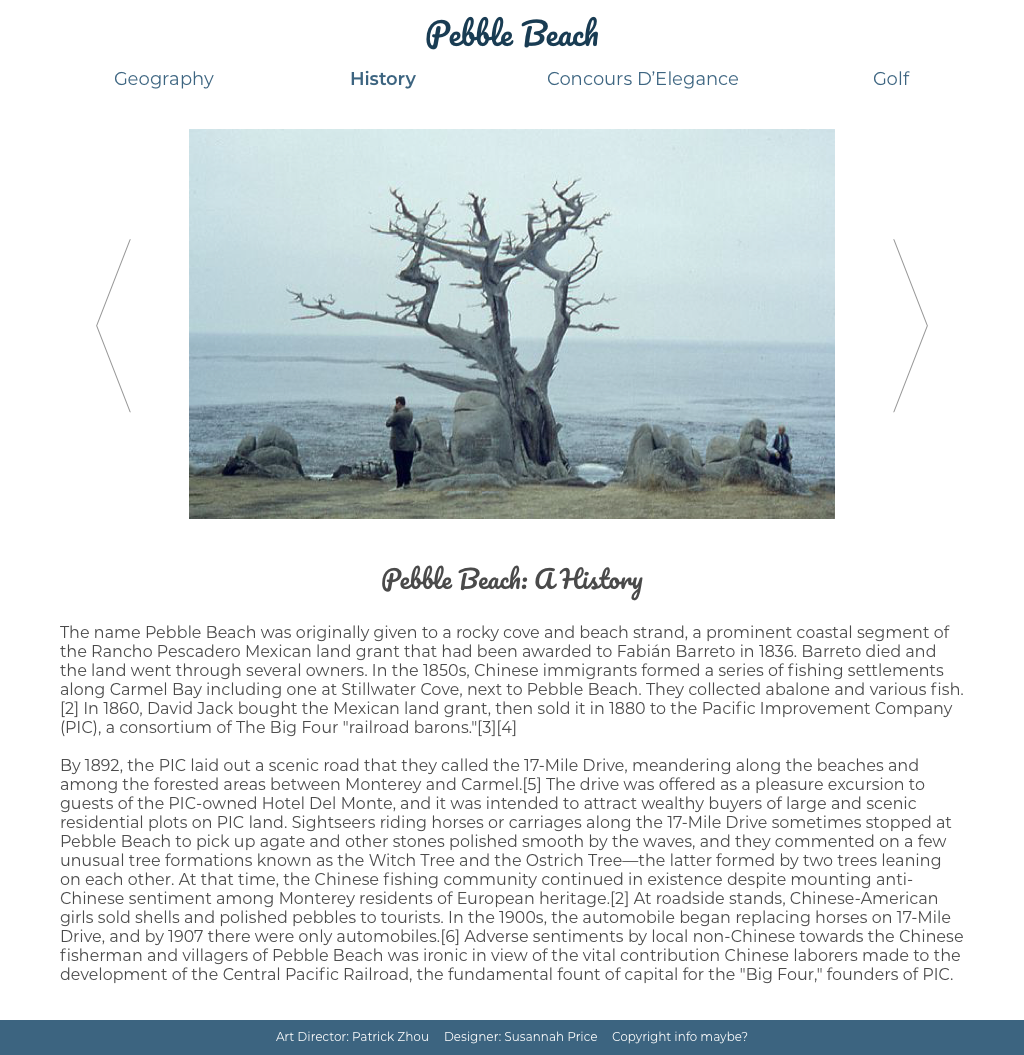 Pebble Beach
Geography
History
Concours D’Elegance
Golf
Pebble Beach: A History
The name Pebble Beach was originally given to a rocky cove and beach strand, a prominent coastal segment of
the Rancho Pescadero Mexican land grant that had been awarded to Fabián Barreto in 1836. Barreto died and
the land went through several owners. In the 1850s, Chinese immigrants formed a series of fishing settlements
along Carmel Bay including one at Stillwater Cove, next to Pebble Beach. They collected abalone and various fish.
[2] In 1860, David Jack bought the Mexican land grant, then sold it in 1880 to the Pacific Improvement Company
(PIC), a consortium of The Big Four "railroad barons."[3][4]
By 1892, the PIC laid out a scenic road that they called the 17-Mile Drive, meandering along the beaches and
among the forested areas between Monterey and Carmel.[5] The drive was offered as a pleasure excursion to
guests of the PIC-owned Hotel Del Monte, and it was intended to attract wealthy buyers of large and scenic
residential plots on PIC land. Sightseers riding horses or carriages along the 17-Mile Drive sometimes stopped at
Pebble Beach to pick up agate and other stones polished smooth by the waves, and they commented on a few
unusual tree formations known as the Witch Tree and the Ostrich Tree—the latter formed by two trees leaning
on each other. At that time, the Chinese fishing community continued in existence despite mounting anti-
Chinese sentiment among Monterey residents of European heritage.[2] At roadside stands, Chinese-American
girls sold shells and polished pebbles to tourists. In the 1900s, the automobile began replacing horses on 17-Mile
Drive, and by 1907 there were only automobiles.[6] Adverse sentiments by local non-Chinese towards the Chinese
fisherman and villagers of Pebble Beach was ironic in view of the vital contribution Chinese laborers made to the
development of the Central Pacific Railroad, the fundamental fount of capital for the "Big Four," founders of PIC.
Art Director: Patrick Zhou Designer: Susannah Price Copyright info maybe?